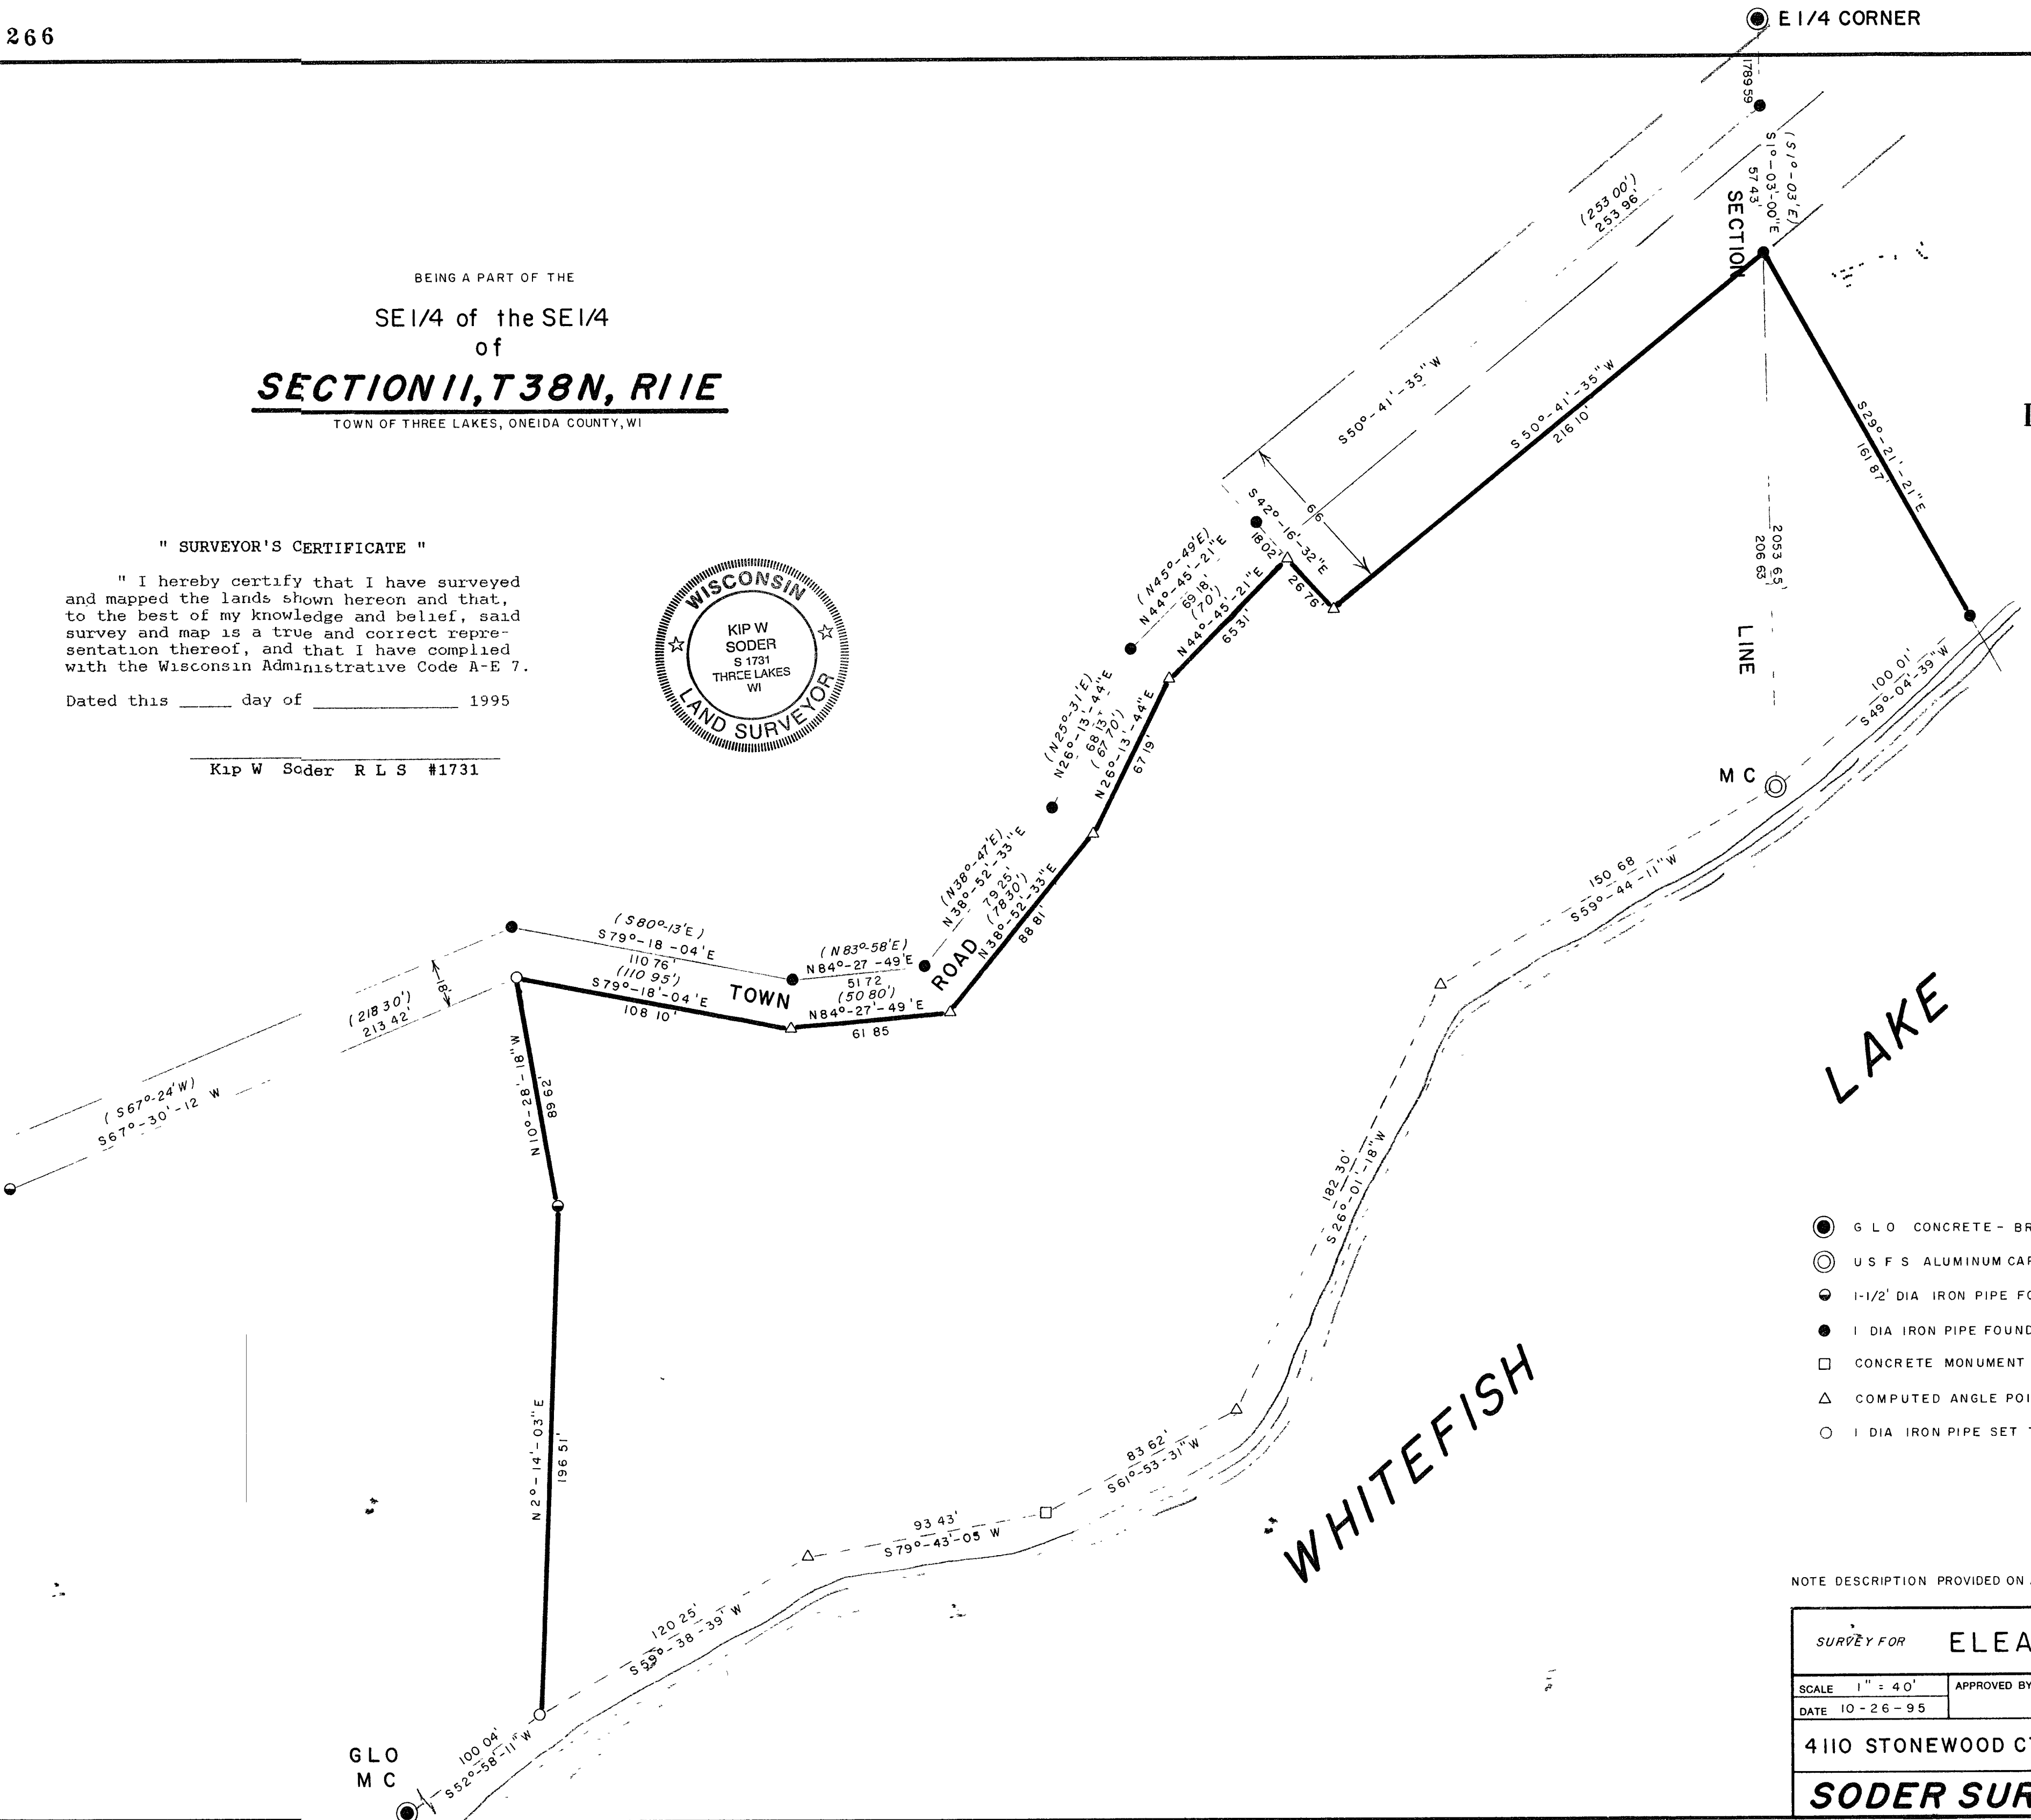 266
E 1/4 CORNER
1789 59
(S1°-03'E)
S1°-03'-00"E
57 43'
SECTION
LINE
(253 00')
253 96'
BEING A PART OF THE
SE 1/4 of the SE 1/4
of
SECTION 11, T 38 N, R 11 E
TOWN OF THREE LAKES, ONEIDA COUNTY, WI
S50°-41'-35"W
S 50°-41'-35"W
216 10'
S29°-21'-21"E
161 87'
66
S42°-16'-32"E
18 02'
26 76'
2053 65'
206 63'
" SURVEYOR'S CERTIFICATE "
" I hereby certify that I have surveyed
and mapped the lands shown hereon and that,
to the best of my knowledge and belief, said
survey and map is a true and correct repre-
sentation thereof, and that I have complied
with the Wisconsin Administrative Code A-E 7.
Dated this _____ day of ______________ 1995
Kip W Soder R L S #1731
WISCONSIN
KIP W
SODER
S 1731
THREE LAKES
WI
LAND SURVEYOR
(N45°-49'E)
N44°-45'-21"E
69 18'
(70')
N44°-45'-21"E
65 31'
(N25°-31'E)
N26°-13'-44"E
68 13'
(67 70')
N26°-13'-44"E
67 19'
(N38°-47'E)
N38°-52'-33"E
79 25'
(78 30')
N38°-52'-33"E
88 81'
100 01'
S49°-04'-39"W
M C
150 68
S59°-44'-11"W
(S80°-13'E)
S79°-18 -04'E
110 76'
(110 95')
S79°-18'-04'E
108 10'
(N83°-58'E)
N84°-27 -49'E
51 72
(50 80')
N84°-27'-49'E
61 85
TOWN
ROAD
18'
(218 30')
213 42'
(S67°-24'W)
S67°-30'-12 W
N10°-28'-18"W
89 62'
LAKE
182 30'
S26°-01'-18"W
N2°-14'-03"E
196 51'
WHITEFISH
83 62'
S61°-53'-31"W
93 43'
S79°-43'-05 W
120 25'
S59°-38'-39'W
100 04'
S52°-58'-11"W
GLO
M C
G L O CONCRETE - BR
U S F S ALUMINUM CAP
1-1/2' DIA IRON PIPE FO
1 DIA IRON PIPE FOUND
CONCRETE MONUMENT
COMPUTED ANGLE POI
1 DIA IRON PIPE SET
NOTE DESCRIPTION PROVIDED ON
SURVEY FOR ELEA
SCALE 1" = 40'
APPROVED BY
DATE 10-26-95
4110 STONEWOOD C
SODER SUR